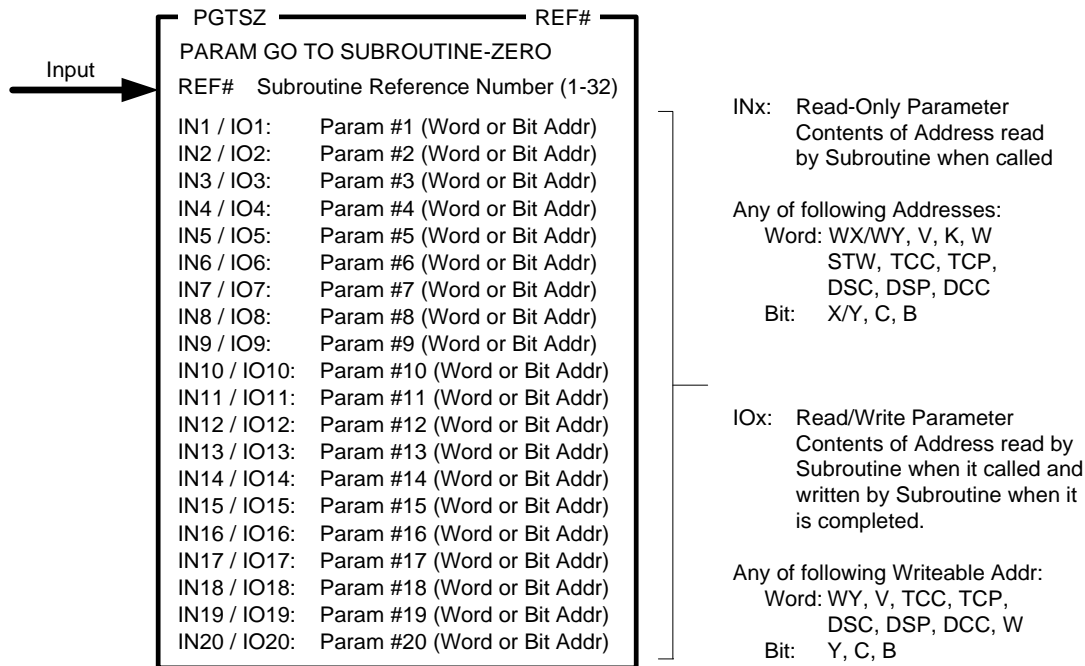 PGTSZ REF#
PARAM GO TO SUBROUTINE-ZERO
Input
REF# Subroutine Reference Number (1-32)
IN1 / IO1: Param #1 (Word or Bit Addr)
IN2 / IO2: Param #2 (Word or Bit Addr)
IN3 / IO3: Param #3 (Word or Bit Addr)
IN4 / IO4: Param #4 (Word or Bit Addr)
IN5 / IO5: Param #5 (Word or Bit Addr)
IN6 / IO6: Param #6 (Word or Bit Addr)
IN7 / IO7: Param #7 (Word or Bit Addr)
IN8 / IO8: Param #8 (Word or Bit Addr)
IN9 / IO9: Param #9 (Word or Bit Addr)
IN10 / IO10: Param #10 (Word or Bit Addr)
IN11 / IO11: Param #11 (Word or Bit Addr)
IN12 / IO12: Param #12 (Word or Bit Addr)
IN13 / IO13: Param #13 (Word or Bit Addr)
IN14 / IO14: Param #14 (Word or Bit Addr)
IN15 / IO15: Param #15 (Word or Bit Addr)
IN16 / IO16: Param #16 (Word or Bit Addr)
IN17 / IO17: Param #17 (Word or Bit Addr)
IN18 / IO18: Param #18 (Word or Bit Addr)
IN19 / IO19: Param #19 (Word or Bit Addr)
IN20 / IO20: Param #20 (Word or Bit Addr)
INx: Read-Only Parameter
Contents of Address read
by Subroutine when called
Any of following Addresses:
Word: WX/WY, V, K, W
STW, TCC, TCP,
DSC, DSP, DCC
Bit: X/Y, C, B
IOx: Read/Write Parameter
Contents of Address read by
Subroutine when it called and
written by Subroutine when it
is completed.
Any of following Writeable Addr:
Word: WY, V, TCC, TCP,
DSC, DSP, DCC, W
Bit: Y, C, B